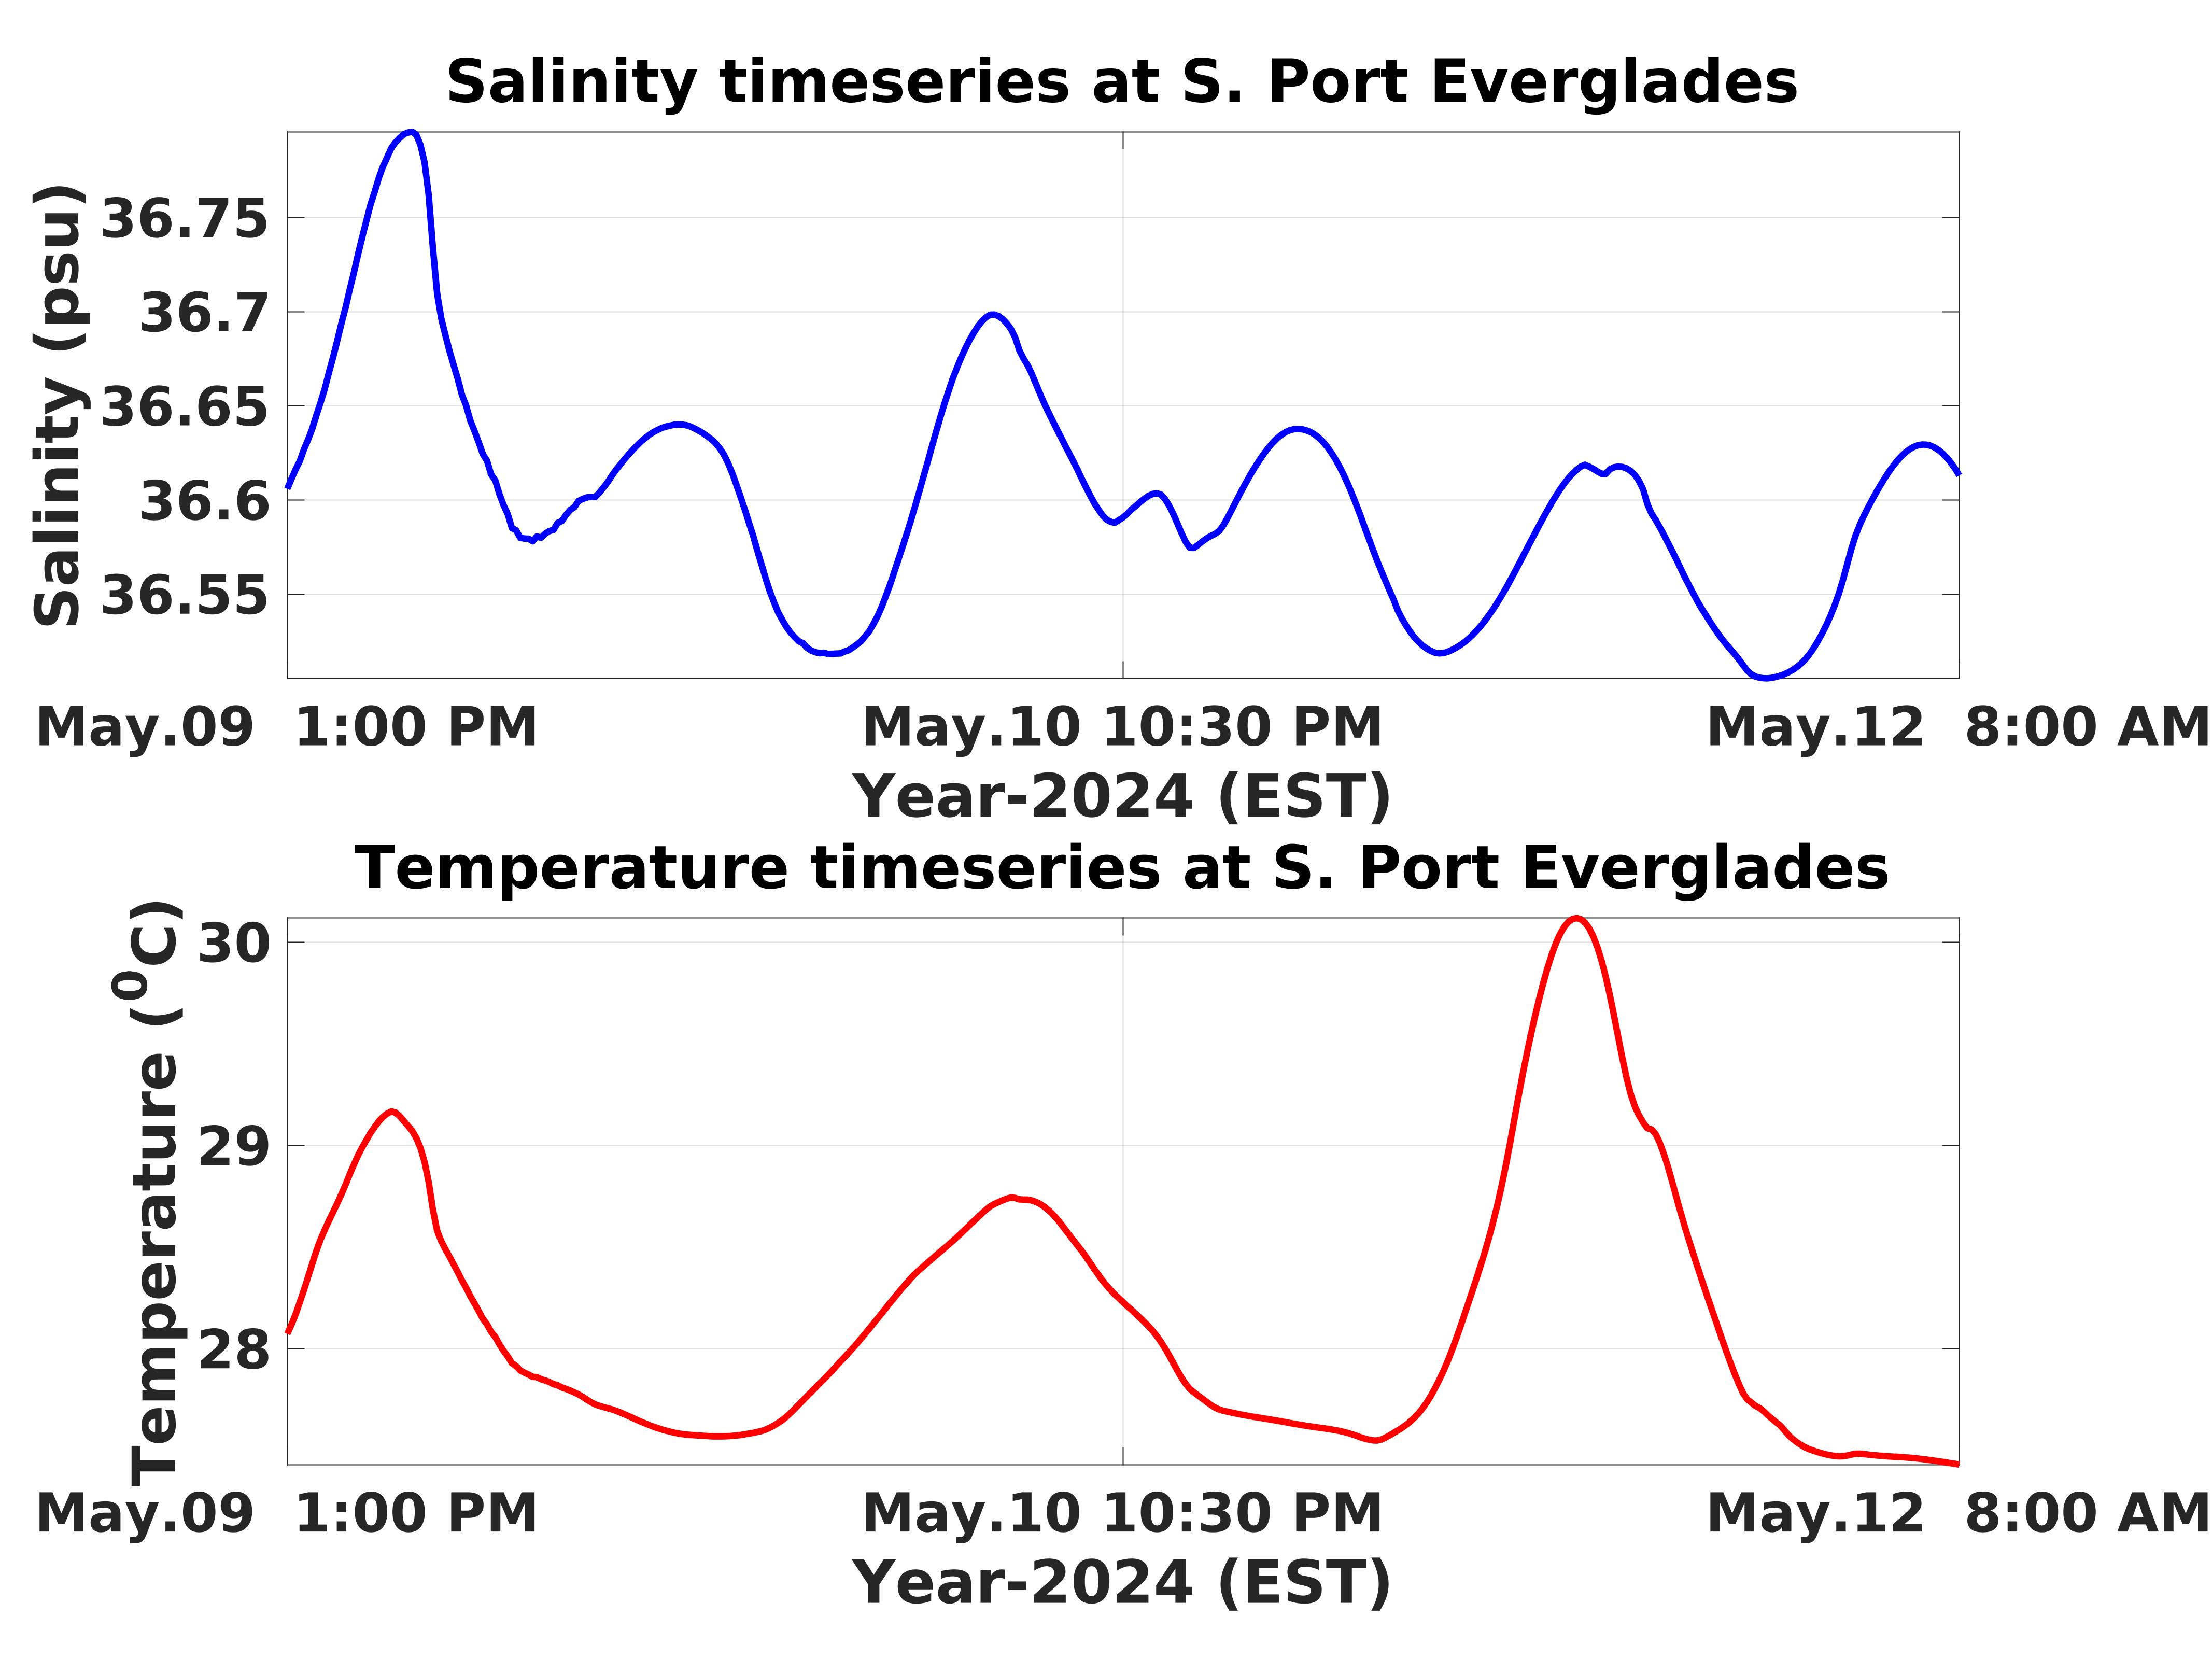 Salinity timeseries at S. Port Everglades
Salinity (psu)
36.75
36.7
36.65
36.6
36.55
May.09 1:00 PM May.10 10:30 PM May.12 8:00 AM
Year-2024 (EST)
Temperature timeseries at S. Port Everglades
Temperature (⁰C)
30
29
28
May.09 1:00 PM May.10 10:30 PM May.12 8:00 AM
Year-2024 (EST)